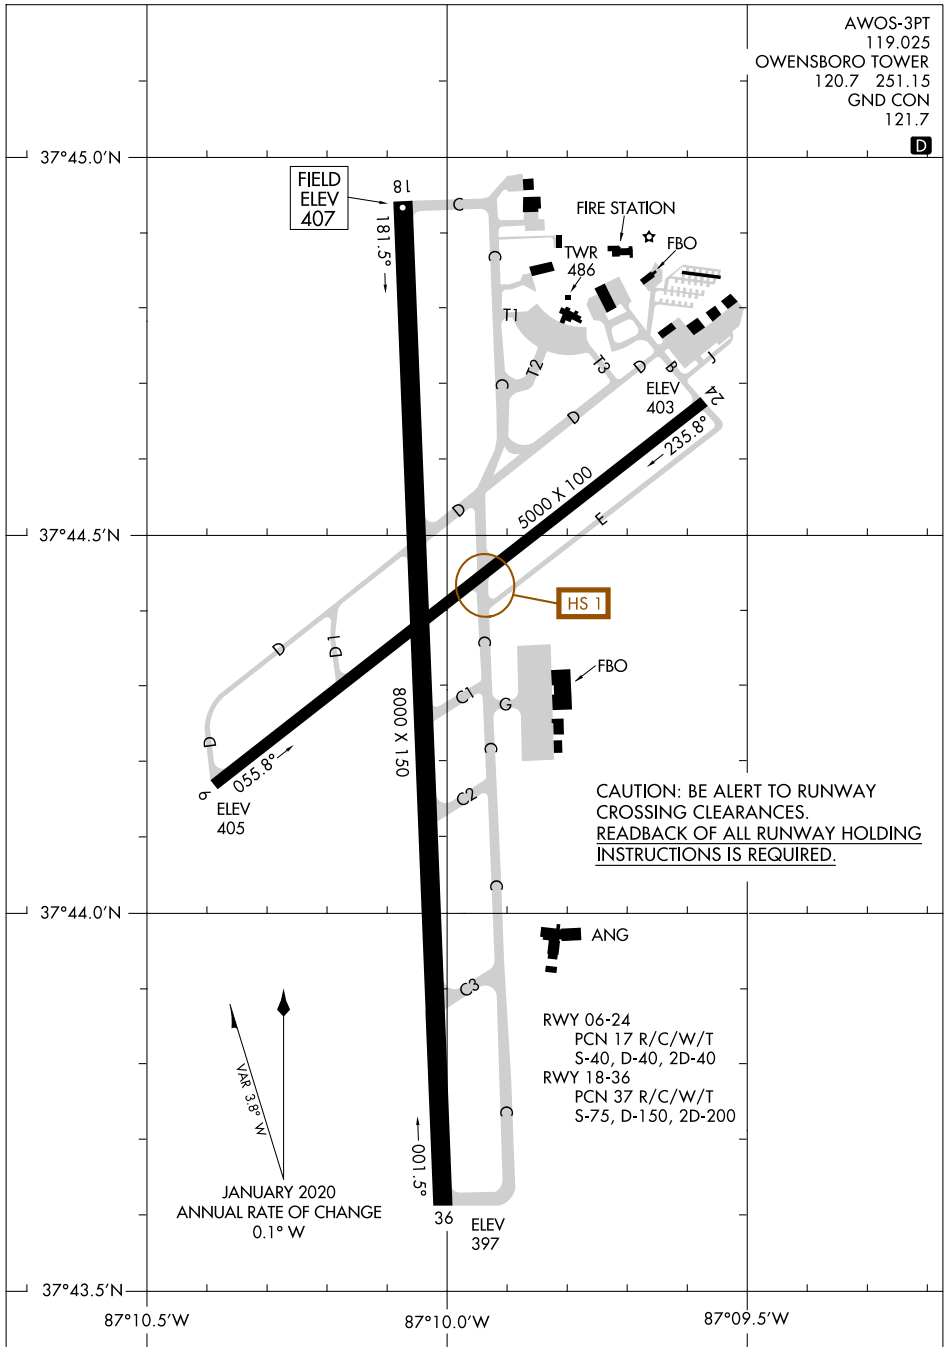 AWOS-3PT
119.025
OWENSBORO TOWER
120.7 251.15
GND CON
121.7
D
37°45.0'N
FIELD
ELEV
407
18
181.5°
C
FIRE STATION
FBO
TWR
486
C
T1
T2
T3
C
D
B
J
ELEV
403
24
235.8°
D
5000 X 100
D
E
37°44.5'N
HS 1
D
D1
C
FBO
C1
G
8000 X 150
D
C
055.8°
6
ELEV
405
C2
CAUTION: BE ALERT TO RUNWAY
CROSSING CLEARANCES.
READBACK OF ALL RUNWAY HOLDING
INSTRUCTIONS IS REQUIRED.
C
37°44.0'N
ANG
C3
RWY 06-24
PCN 17 R/C/W/T
S-40, D-40, 2D-40
RWY 18-36
PCN 37 R/C/W/T
S-75, D-150, 2D-200
VAR 3.8° W
C
001.5°
JANUARY 2020
ANNUAL RATE OF CHANGE
0.1° W
36
ELEV
397
37°43.5'N
87°10.5'W
87°10.0'W
87°09.5'W